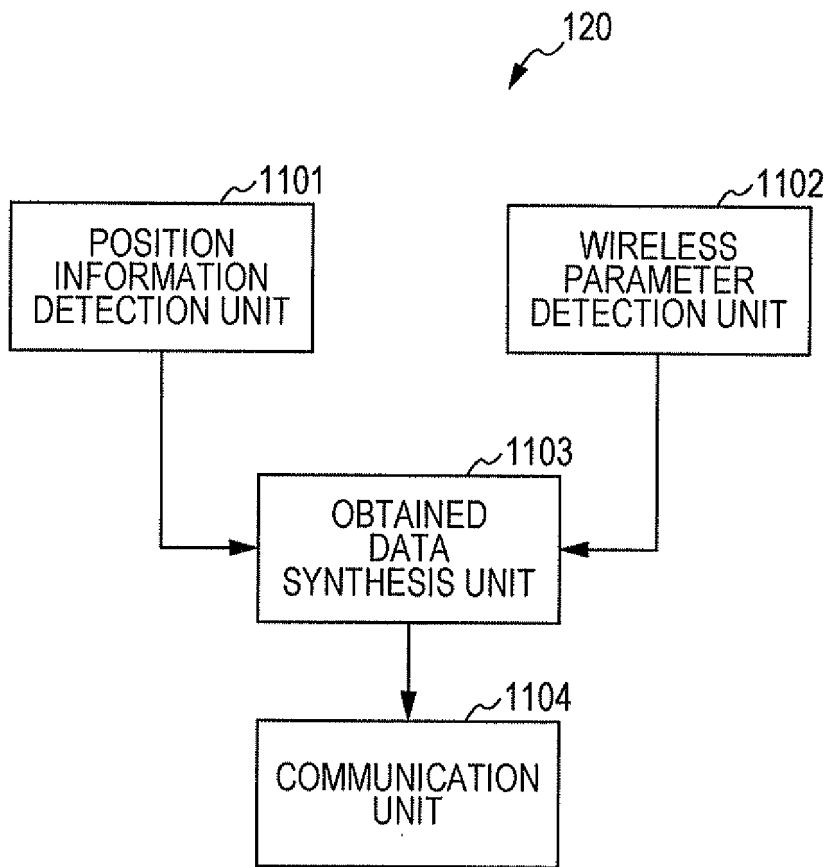 120
1101
POSITION
INFORMATION
DETECTION UNIT
1102
WIRELESS
PARAMETER
DETECTION UNIT
1103
OBTAINED
DATA
SYNTHESIS UNIT
1104
COMMUNICATION
UNIT